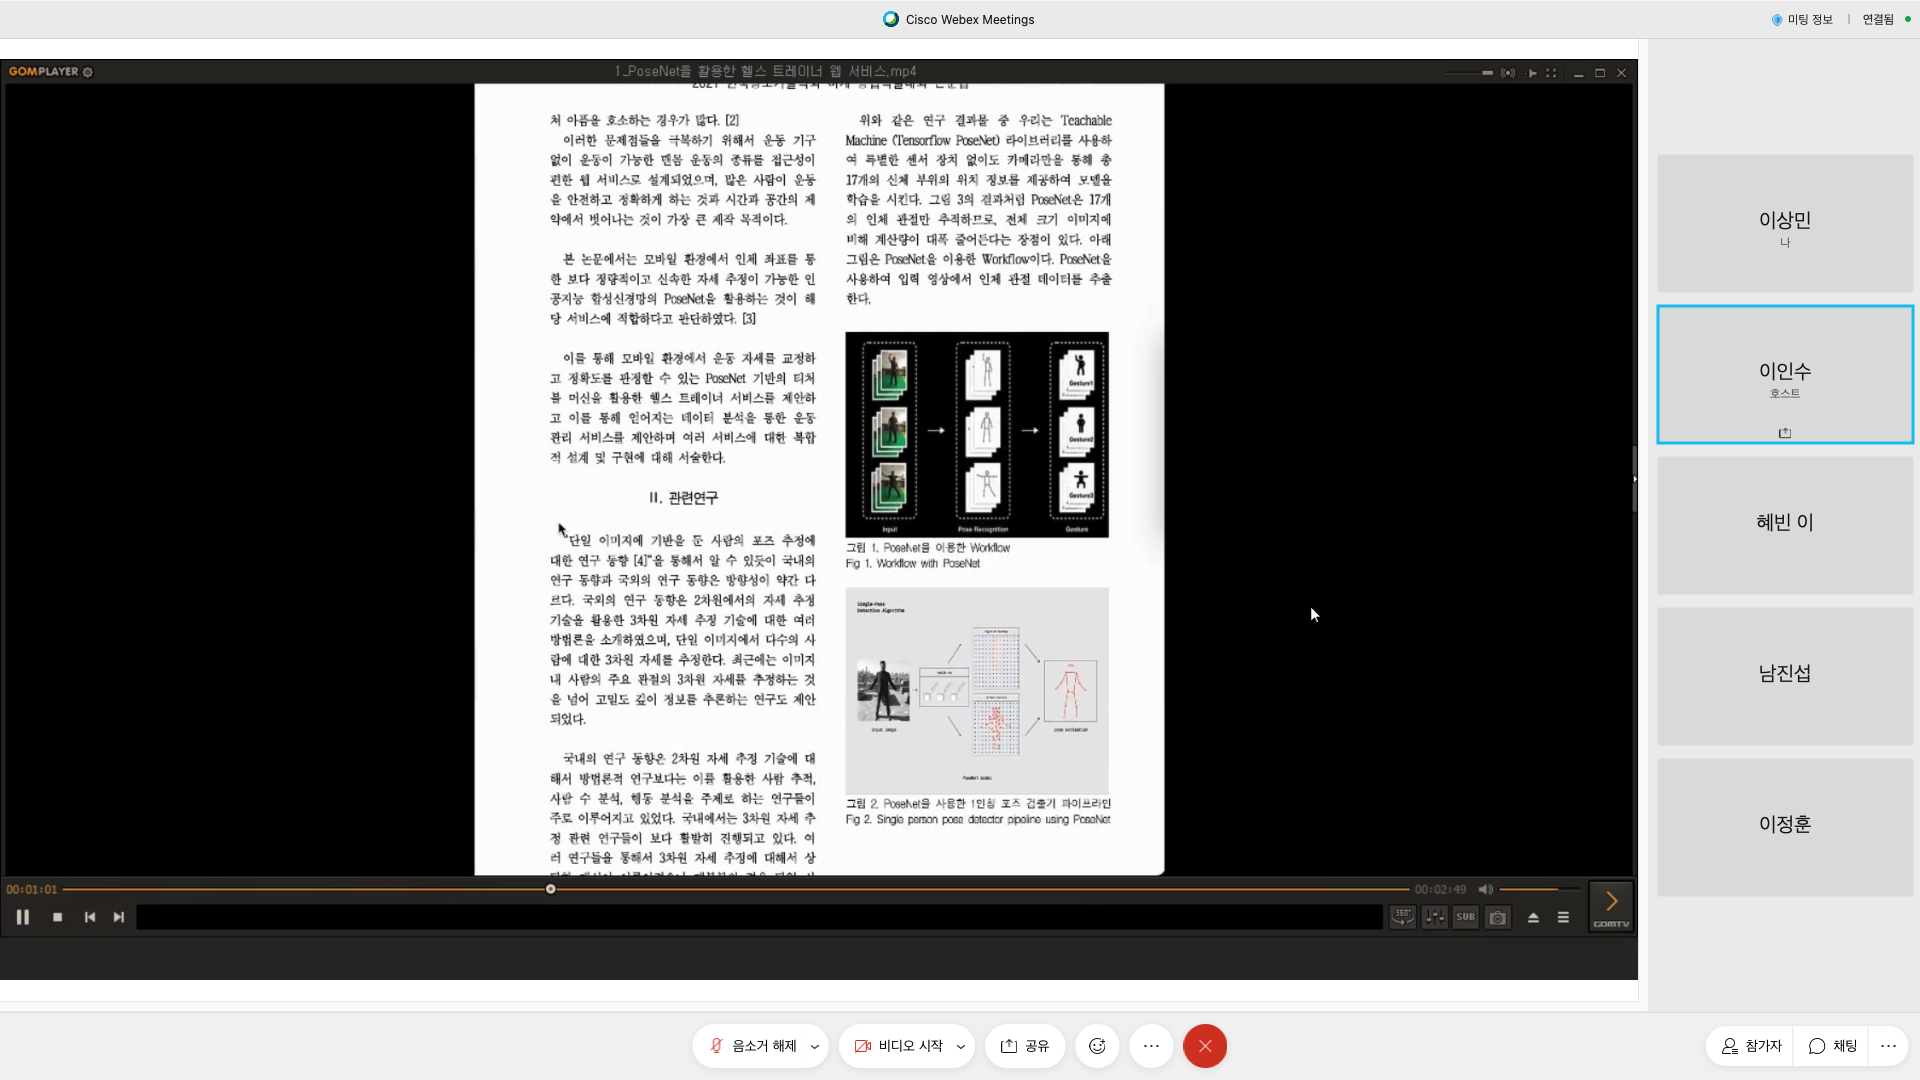 Cisco Webex Meetings
미팅 정보
연결됨
GOMPLAYER
1_PoseNet을 활용한 헬스 트레이너 웹 서비스.mp4
쳐 아픔을 호소하는 경우가 많다. [2]
이러한 문제점들을 극복하기 위해서 운동 기구
없이 운동이 가능한 맨몸 운동의 종류를 접근성이
편한 웹 서비스로 설계되었으며, 많은 사람이 운동
을 안전하고 정확하게 하는 것과 시간과 공간의 제
약에서 벗어나는 것이 가장 큰 제작 목적이다.
본 논문에서는 모바일 환경에서 인체 좌표를 통
한 보다 정량적이고 신속한 자세 추정이 가능한 인
공지능 합성신경망의 PoseNet을 활용하는 것이 해
당 서비스에 적합하다고 판단하였다. [3]
이를 통해 모바일 환경에서 운동 자세를 교정하
고 정확도를 판정할 수 있는 PoseNet 기반의 티처
블 머신을 활용한 헬스 트레이너 서비스를 제안하
고 이를 통해 얻어지는 데이터 분석을 통한 운동
관리 서비스를 제안하며 여러 서비스에 대한 복합
적 설계 및 구현에 대해 서술한다.
II. 관련연구
"단일 이미지에 기반을 둔 사람의 포즈 추정에
대한 연구 동향 [4]"을 통해서 알 수 있듯이 국내의
연구 동향과 국외의 연구 동향은 방향성이 약간 다
르다. 국외의 연구 동향은 2차원에서의 자세 추정
기술을 활용한 3차원 자세 추정 기술에 대한 여러
방법론을 소개하였으며, 단일 이미지에서 다수의 사
람에 대한 3차원 자세를 추정한다. 최근에는 이미지
내 사람의 주요 관절의 3차원 자세를 추정하는 것
을 넘어 고밀도 깊이 정보를 추론하는 연구도 제안
되었다.
국내의 연구 동향은 2차원 자세 추정 기술에 대
해서 방법론적 연구보다는 이를 활용한 사람 추적,
사람 수 분석, 행동 분석을 주제로 하는 연구들이
주로 이루어지고 있었다. 국내에서는 3차원 자세 추
정 관련 연구들이 보다 활발히 진행되고 있다. 여
러 연구들을 통해서 3차원 자세 추정에 대해서 상
위와 같은 연구 결과물 중 우리는 Teachable
Machine (Tensorflow PoseNet) 라이브러리를 사용하
여 특별한 센서 장치 없이도 카메라만을 통해 총
17개의 신체 부위의 위치 정보를 제공하여 모델을
학습을 시킨다. 그림 3의 결과처럼 PoseNet은 17개
의 인체 관절만 추적하므로, 전체 크기 이미지에
비해 계산량이 대폭 줄어든다는 장점이 있다. 아래
그림은 PoseNet을 이용한 Workflow이다. PoseNet을
사용하여 입력 영상에서 인체 관절 데이터를 추출
한다.
Gesture1
Gesture2
Gesture3
Input Pose Recognition Gesture
그림 1. PoseNet을 이용한 Workflow
Fig 1. Workflow with PoseNet
Single-Pose
Detection Algorithm
input image
pose estimation
PoseNet model
그림 2. PoseNet을 사용한 1인칭 포즈 검출기 파이프라인
Fig 2. Single person pose detector pipeline using PoseNet
00:01:01
00:02:49
360°
SUB
GOMTV
이상민
나
이인수
호스트
혜빈 이
남진섭
이정훈
음소거 해제
비디오 시작
공유
참가자
채팅